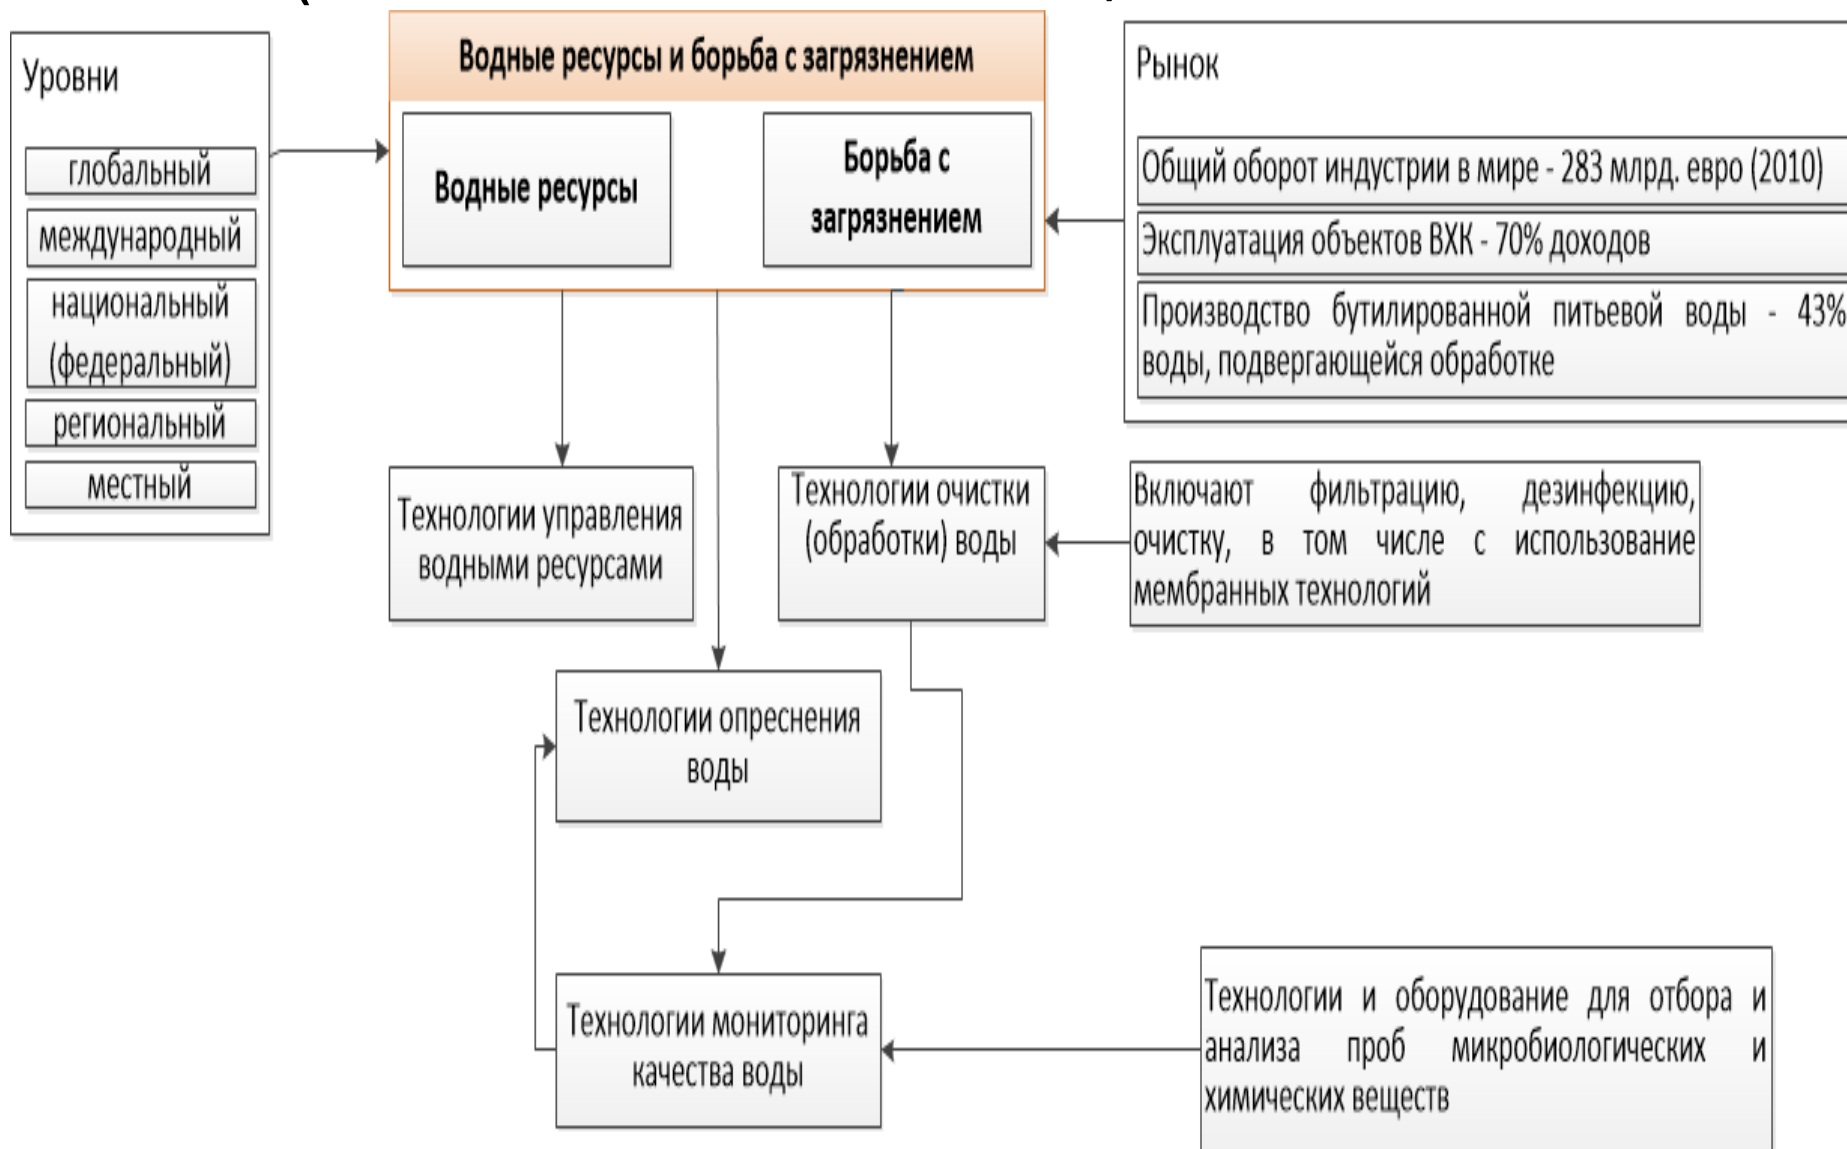 Водные ресурсы и борьба с загрязнением
Водные ресурсы
Борьба с
загрязнением
Уровни
глобальный
международный
национальный
(федеральный)
региональный
местный
Рынок
Общий оборот индустрии в мире - 283 млрд. евро (2010)
Эксплуатация объектов ВХК - 70% доходов
Производство бутилированной питьевой воды - 43%
воды, подвергающейся обработке
Технологии управления
водными ресурсами
Технологии очистки
(обработки) воды
Включают фильтрацию, дезинфекцию,
очистку, в том числе с использование
мембранных технологий
Технологии опреснения
воды
Технологии мониторинга
качества воды
Технологии и оборудование для отбора и
анализа проб микробиологических и
химических веществ